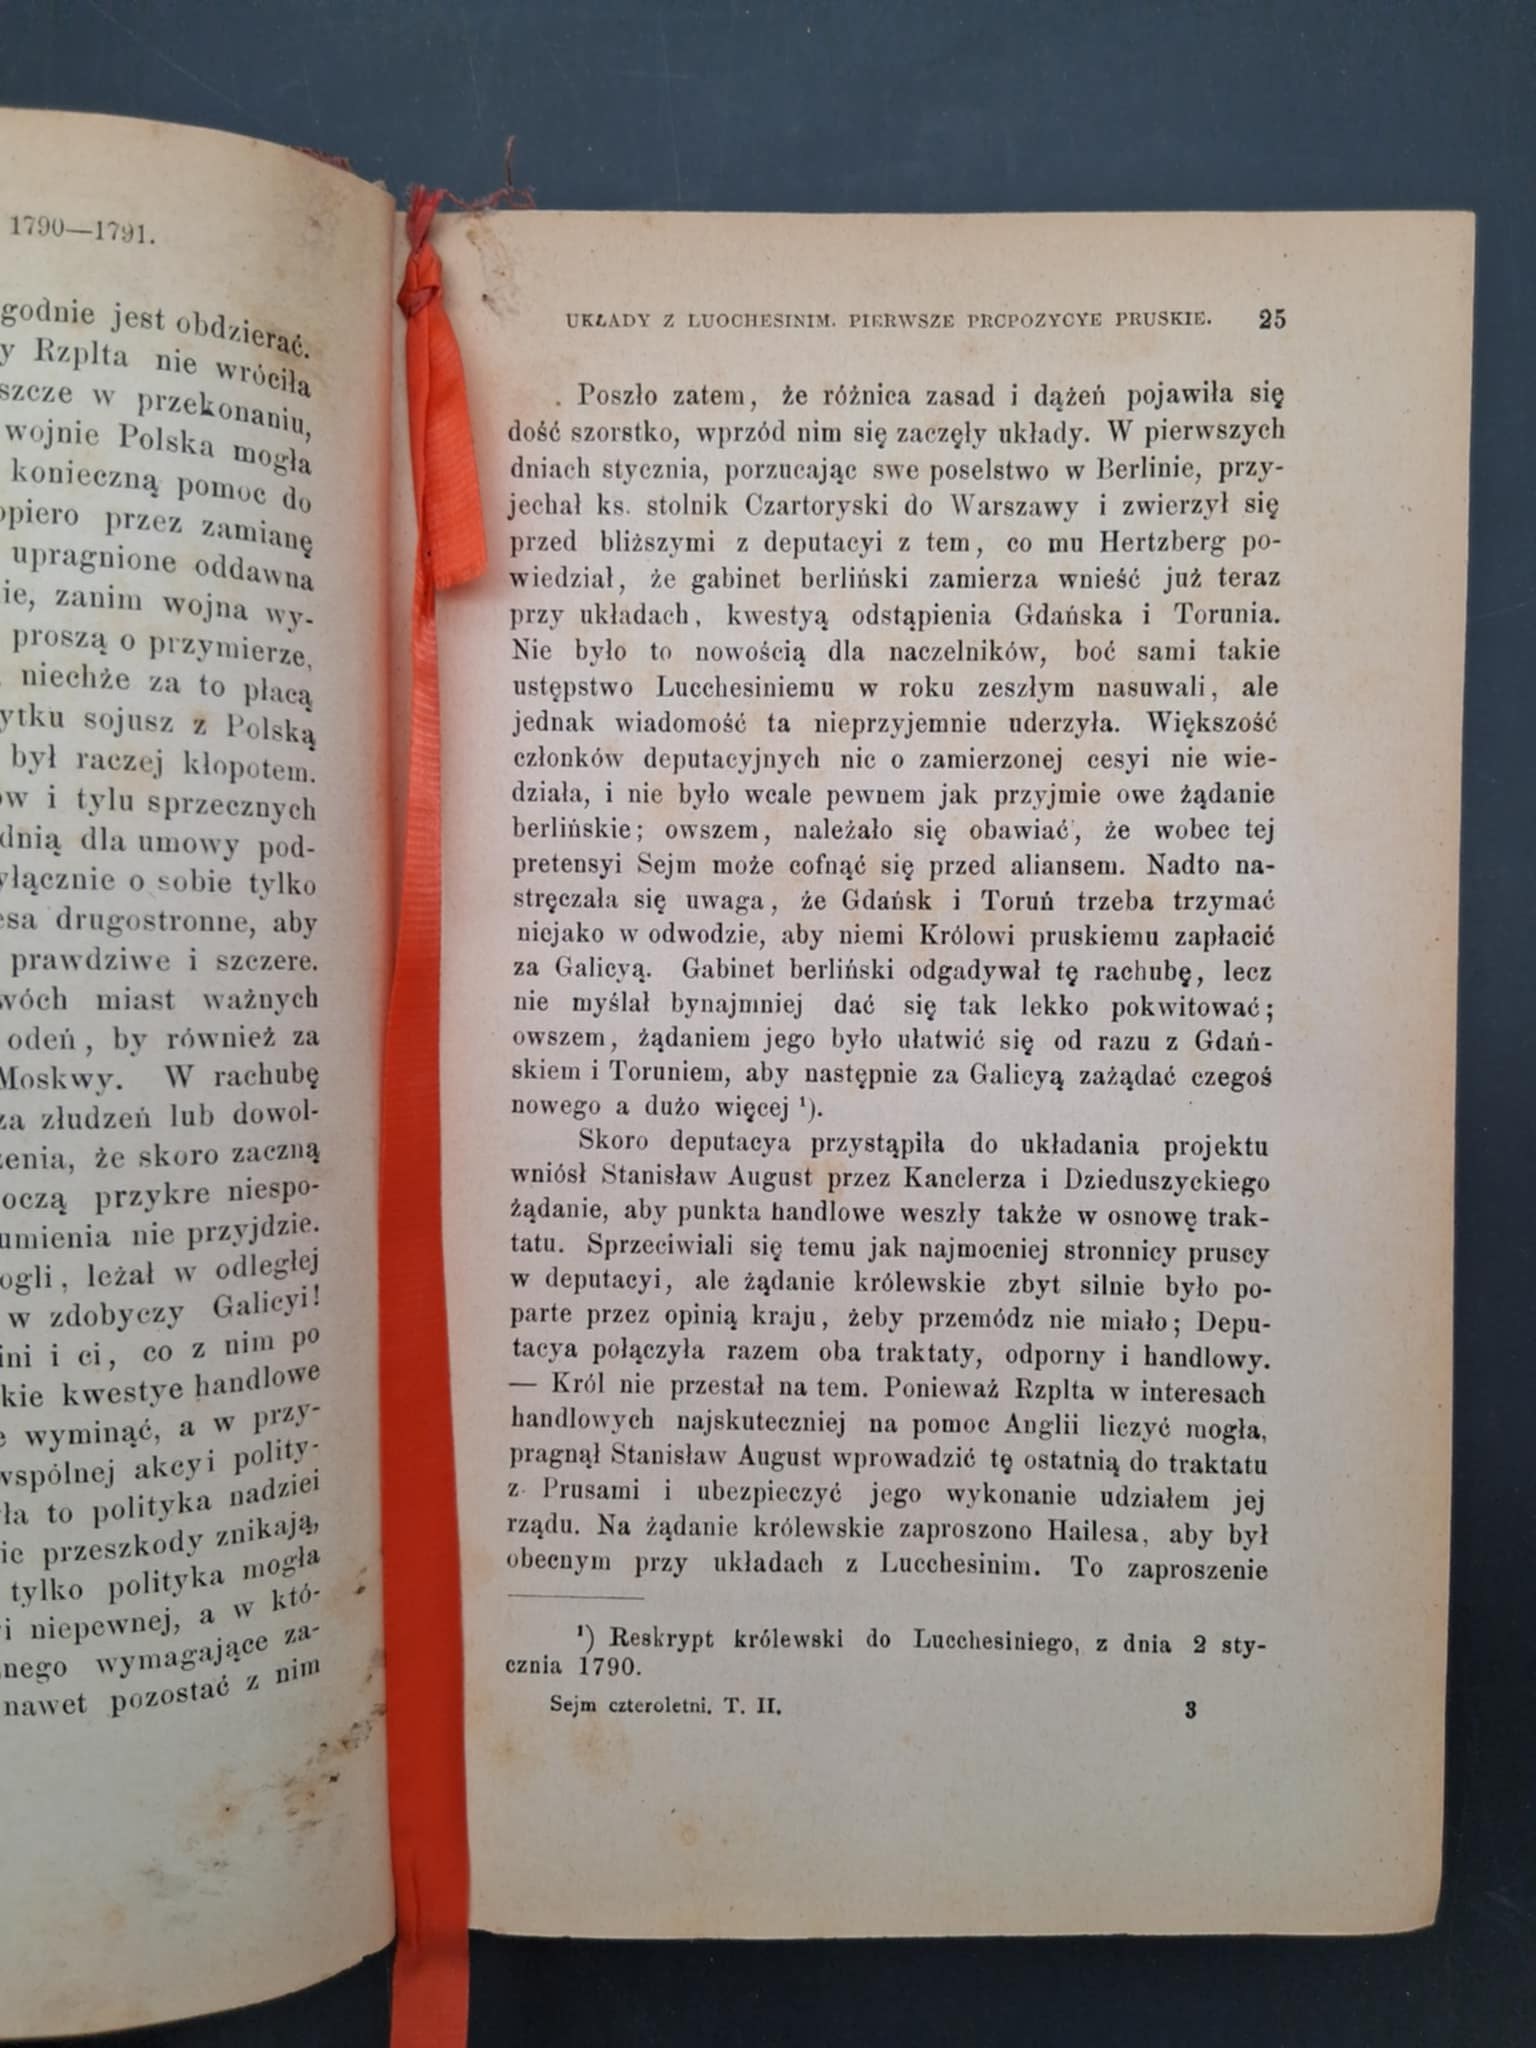 1790—1791.
godnie jest obdzierać.
y Rzplta nie wróciła
szcze w przekonaniu,
wojnie Polska mogła
konieczną pomoc do
opiero przez zamianę
upragnione oddawna
ie, zanim wojna wy-
proszą o przymierze,
niechże za to płacą
ytku sojusz z Polską
był raczej kłopotem.
ów i tylu sprzecznych
dnią dla umowy pod-
yłącznie o sobie tylko
esa drugostronne, aby
prawdziwe i szczere.
wóch miast ważnych
odeń, by również za
Moskwy. W rachubę
za złudzeń lub dowol-
zenia, że skoro zaczną
oczą przykre niespo-
umienia nie przyjdzie.
ogli, leżał w odległej
w zdobyczy Galicyi!
ini i ci, co z nim po
kie kwestye handlowe
e wyminąć, a w przy-
wspólnej akcyi polity-
ła to polityka nadziei
ie przeszkody znikają,
tylko polityka mogła
i niepewnej, a w któ-
nego wymagające za-
nawet pozostać z nim
UKŁADY Z LUOCHESINIM. PIERWSZE PRCPOZYCYE PRUSKIE. 25
Poszło zatem, że różnica zasad i dążeń pojawiła się
dość szorstko, wprzód nim się zaczęły układy. W pierwszych
dniach stycznia, porzucając swe poselstwo w Berlinie, przy-
jechał ks. stolnik Czartoryski do Warszawy i zwierzył się
przed bliższymi z deputacyi z tem, co mu Hertzberg po-
wiedział, że gabinet berliński zamierza wnieść już teraz
przy układach, kwestyą odstąpienia Gdańska i Torunia.
Nie było to nowością dla naczelników, boć sami takie
ustępstwo Lucchesiniemu w roku zeszłym nasuwali, ale
jednak wiadomość ta nieprzyjemnie uderzyła. Większość
członków deputacyjnych nic o zamierzonej cesyi nie wie-
działa, i nie było wcale pewnem jak przyjmie owe żądanie
berlińskie; owszem, należało się obawiać, że wobec tej
pretensyi Sejm może cofnąć się przed aliansem. Nadto na-
stręczała się uwaga, że Gdańsk i Toruń trzeba trzymać
niejako w odwodzie, aby niemi Królowi pruskiemu zapłacić
za Galicyą. Gabinet berliński odgadywał tę rachubę, lecz
nie myślał bynajmniej dać się tak lekko pokwitować;
owszem, żądaniem jego było ułatwić się od razu z Gdań-
skiem i Toruniem, aby następnie za Galicyą zażądać czegoś
nowego a dużo więcej ¹).
Skoro deputacya przystąpiła do układania projektu
wniósł Stanisław August przez Kanclerza i Dzieduszyckiego
żądanie, aby punkta handlowe weszły także w osnowę trak-
tatu. Sprzeciwiali się temu jak najmocniej stronnicy pruscy
w deputacyi, ale żądanie królewskie zbyt silnie było po-
parte przez opinią kraju, żeby przemódz nie miało; Depu-
tacya połączyła razem oba traktaty, odporny i handlowy.
— Król nie przestał na tem. Ponieważ Rzplta w interesach
handlowych najskuteczniej na pomoc Anglii liczyć mogła,
pragnął Stanisław August wprowadzić tę ostatnią do traktatu
z Prusami i ubezpieczyć jego wykonanie udziałem jej
rządu. Na żądanie królewskie zaproszono Hailesa, aby był
obecnym przy układach z Lucchesinim. To zaproszenie
¹) Reskrypt królewski do Lucchesiniego, z dnia 2 sty-
cznia 1790.
Sejm czteroletni. T. II. 3